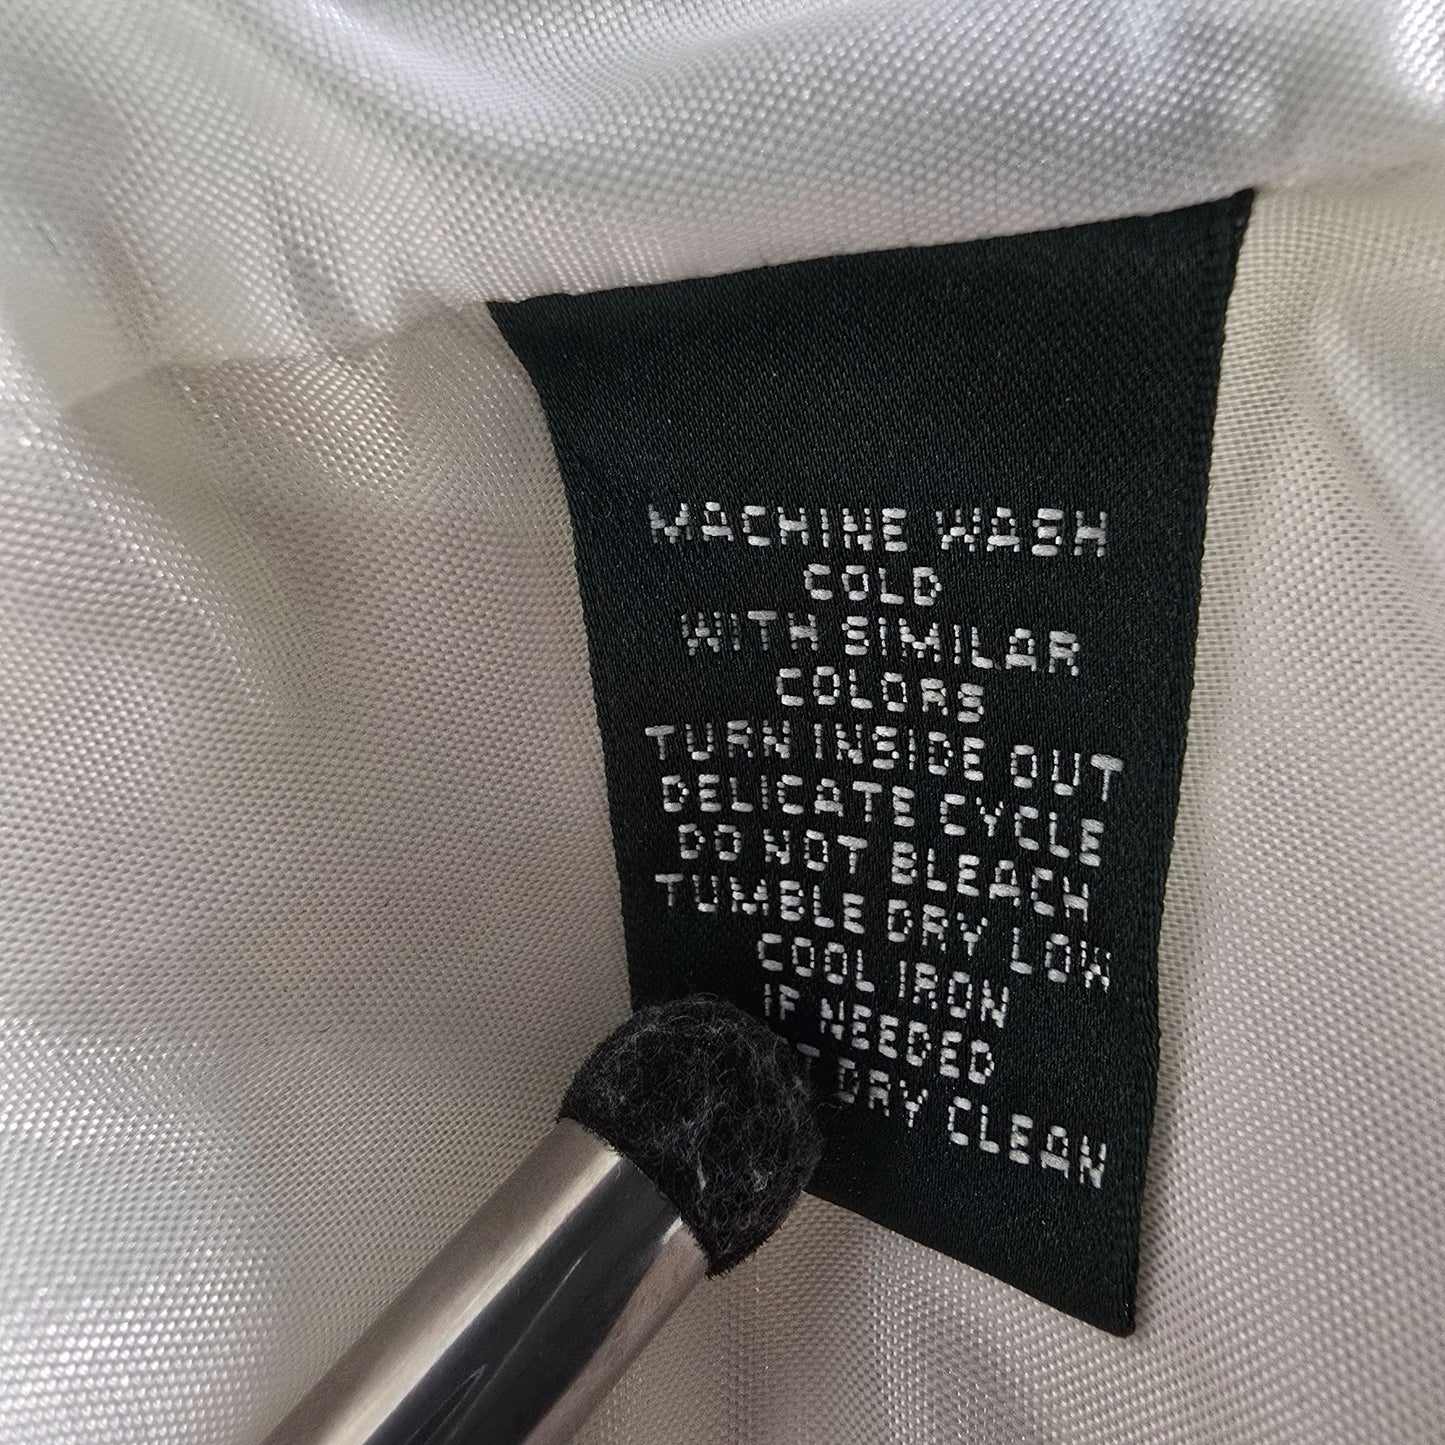 MACHINE WASH
COLD
WITH SIMILAR
COLORS
TURN INSIDE OUT
DELICATE CYCLE
DO NOT BLEACH
TUMBLE DRY LOW
COOL IRON
IF NEEDED
DRY CLEAN